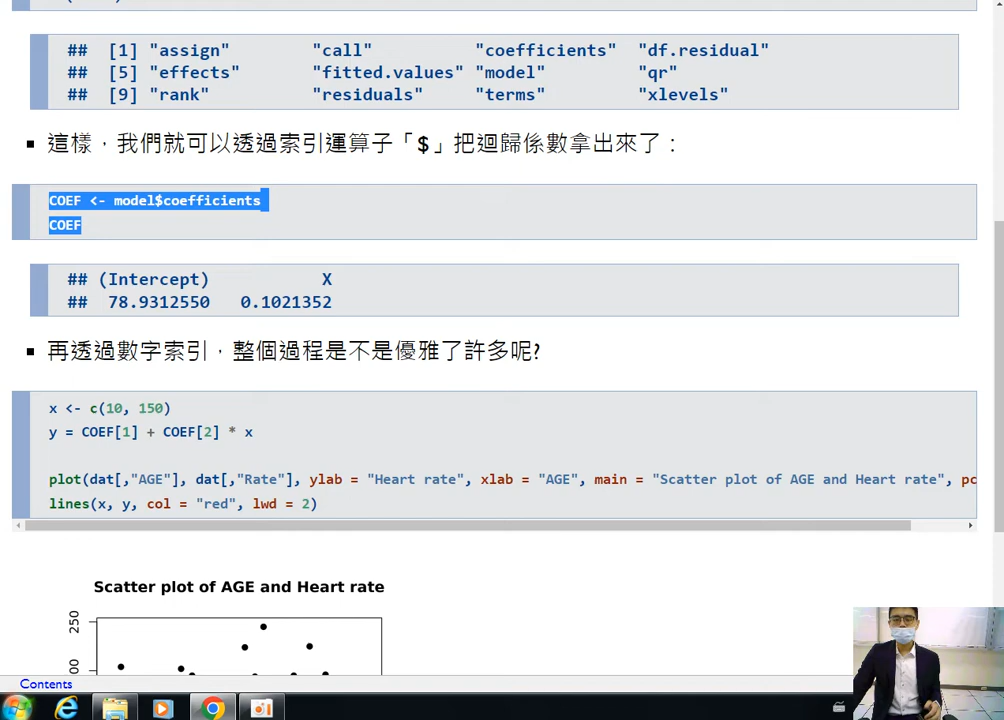 ## [1] "assign" "call" "coefficients" "df.residual"
## [5] "effects" "fitted.values" "model" "qr"
## [9] "rank" "residuals" "terms" "xlevels"
▪ 這樣，我們就可以透過索引運算子「$」把迴歸係數拿出來了：
COEF <- model$coefficients
COEF
## (Intercept) X
## 78.9312550 0.1021352
▪ 再透過數字索引，整個過程是不是優雅了許多呢?
x <- c(10, 150)
y = COEF[1] + COEF[2] * x
plot(dat[,"AGE"], dat[,"Rate"], ylab = "Heart rate", xlab = "AGE", main = "Scatter plot of AGE and Heart rate", pc
lines(x, y, col = "red", lwd = 2)
Scatter plot of AGE and Heart rate
250
Contents